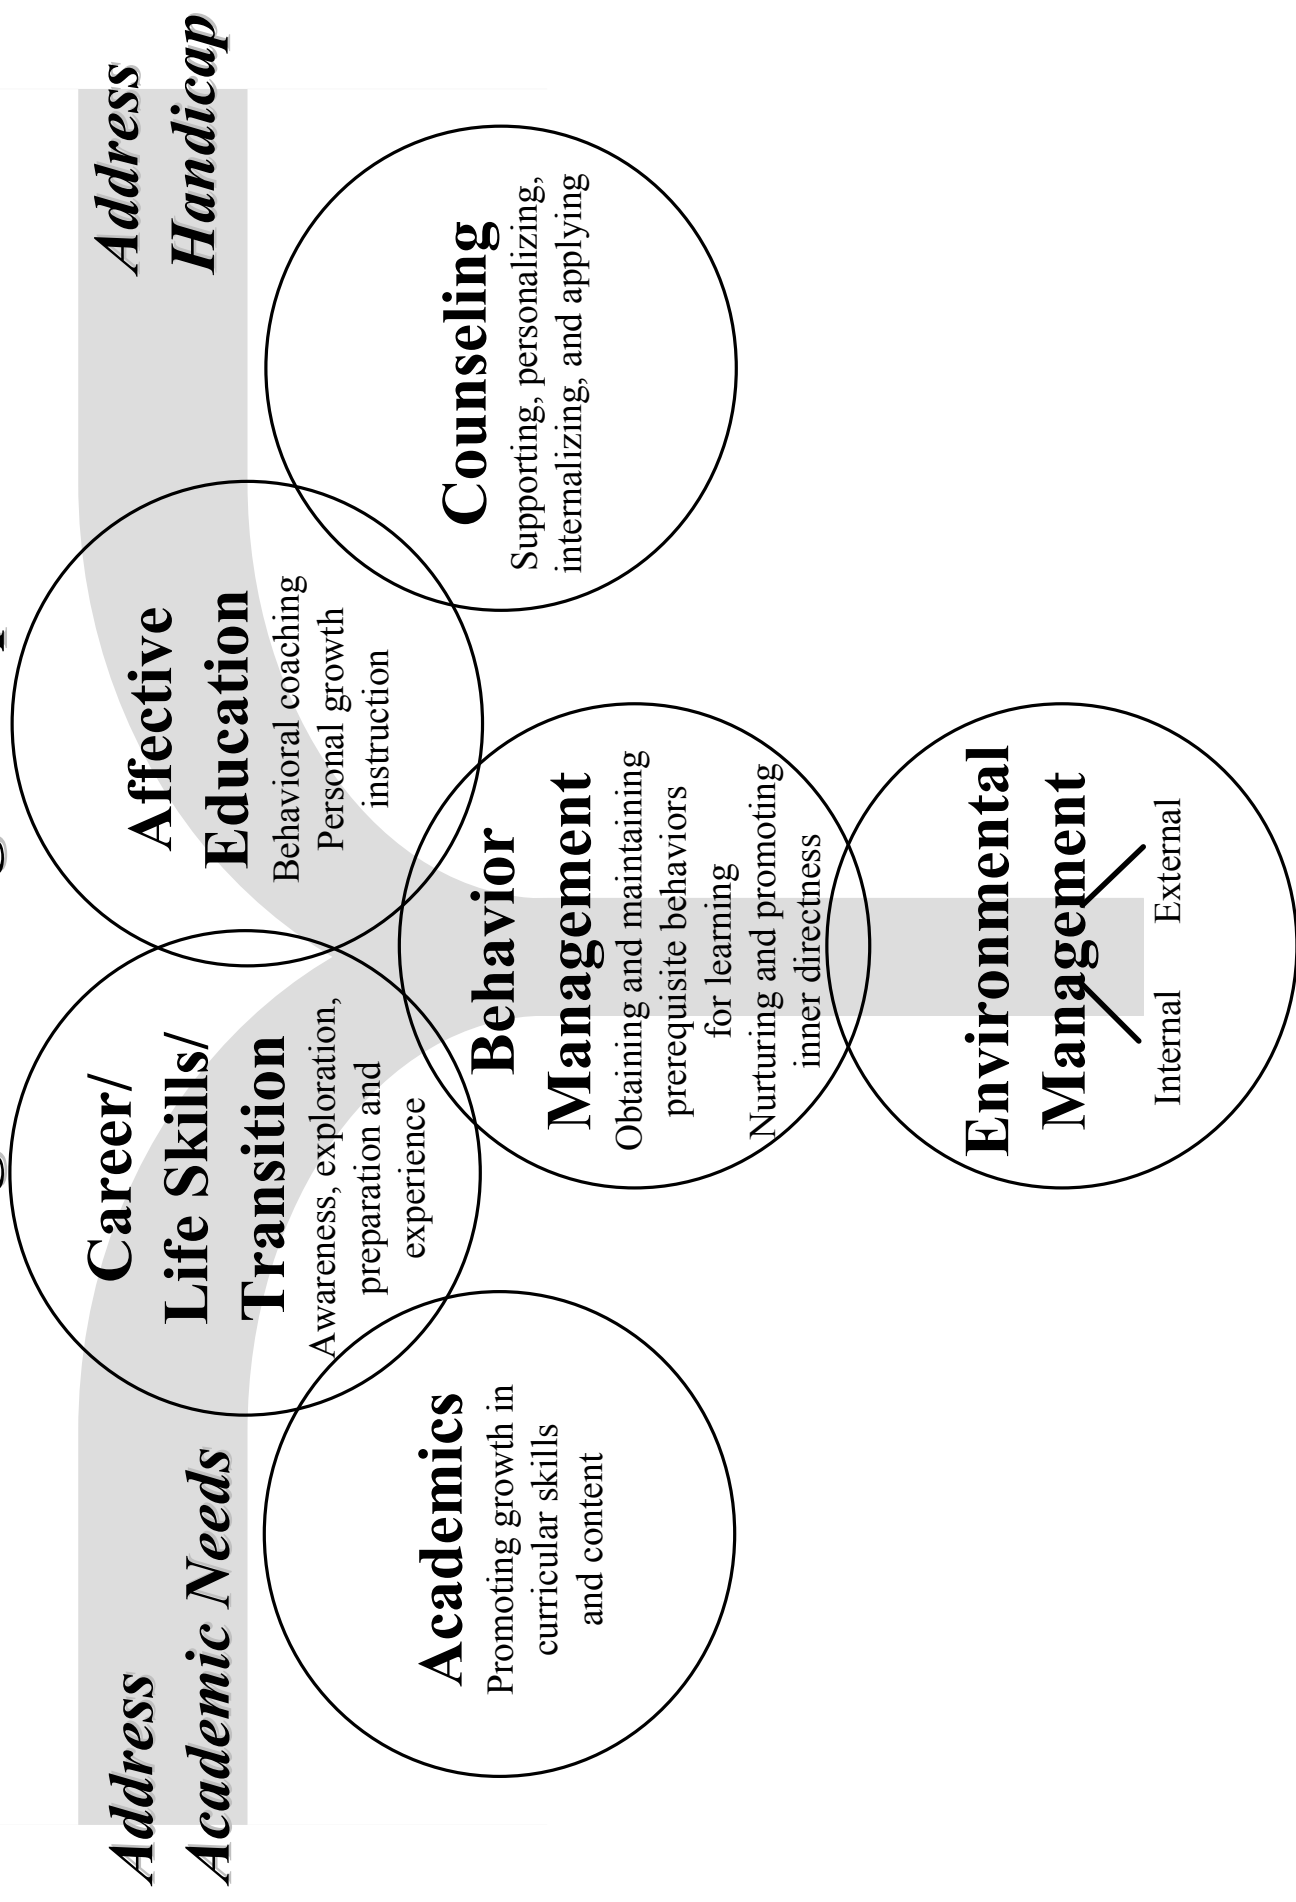 Address
Academic Needs
Address
Handicap
Career/
Life Skills/
Transition
Awareness, exploration,
preparation and
experience
Affective
Education
Behavioral coaching
Personal growth
instruction
Academics
Promoting growth in
curricular skills
and content
Counseling
Supporting, personalizing,
internalizing, and applying
Behavior
Management
Obtaining and maintaining
prerequisite behaviors
for learning
Nurturing and promoting
inner directness
Environmental
Management
Internal
External